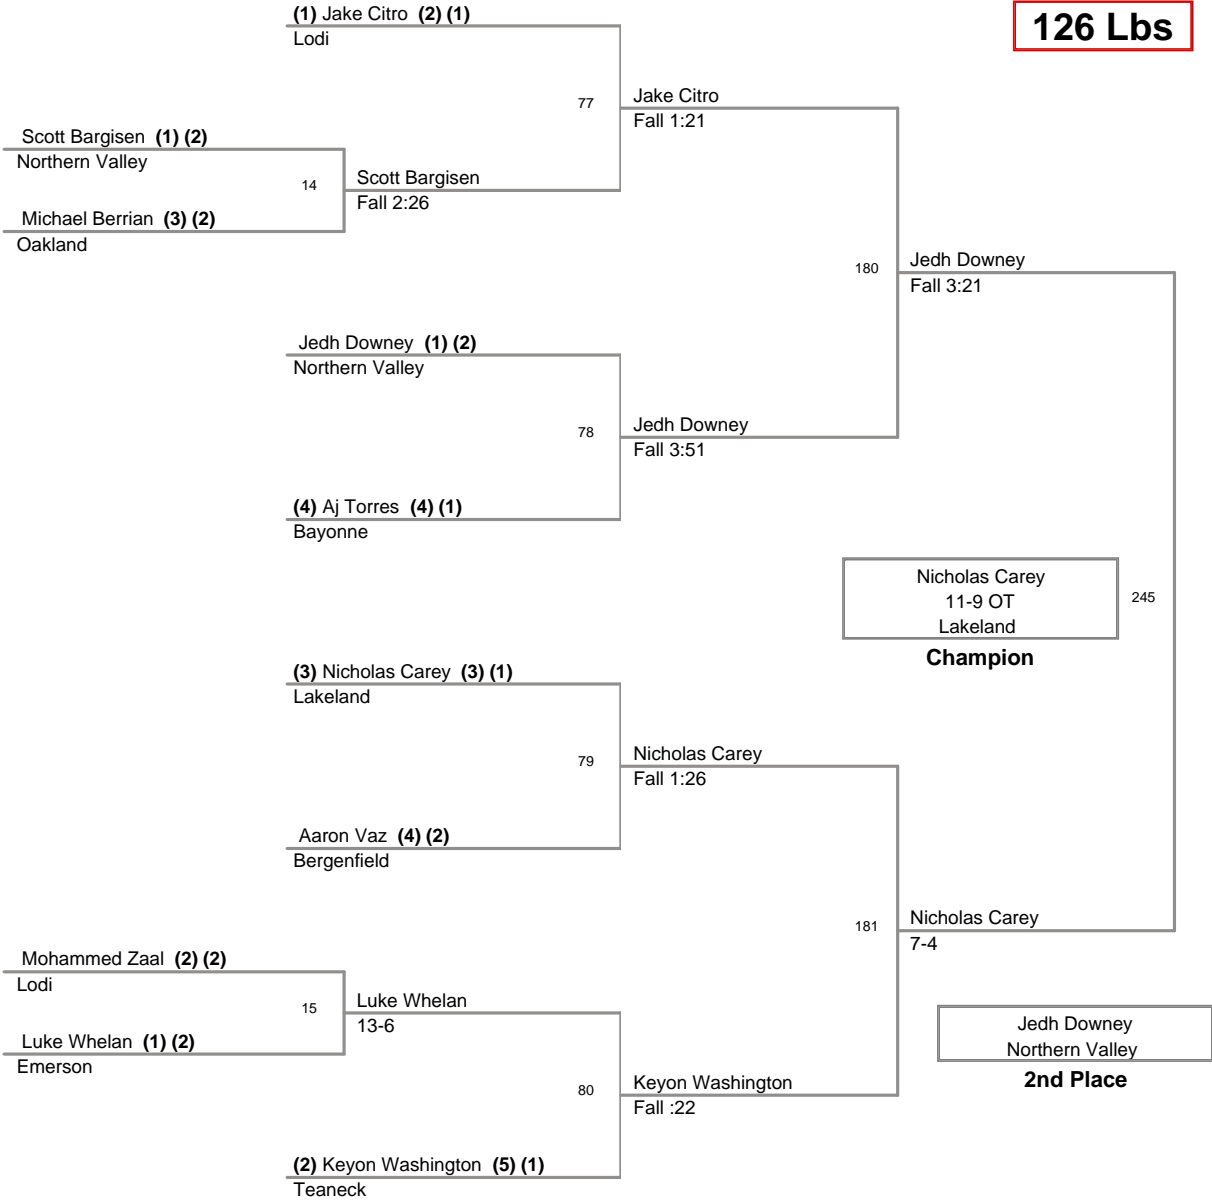 (1) Jake Citro (2) (1)
Lodi
126 Lbs
77
Jake Citro
Fall 1:21
Scott Bargisen (1) (2)
Northern Valley
14
Scott Bargisen
Fall 2:26
Michael Berrian (3) (2)
Oakland
180
Jedh Downey
Fall 3:21
Jedh Downey (1) (2)
Northern Valley
78
Jedh Downey
Fall 3:51
(4) Aj Torres (4) (1)
Bayonne
Nicholas Carey
11-9 OT
Lakeland
245
Champion
(3) Nicholas Carey (3) (1)
Lakeland
79
Nicholas Carey
Fall 1:26
Aaron Vaz (4) (2)
Bergenfield
181
Nicholas Carey
7-4
Mohammed Zaal (2) (2)
Lodi
15
Luke Whelan
13-6
Luke Whelan (1) (2)
Emerson
Jedh Downey
Northern Valley
2nd Place
80
Keyon Washington
Fall :22
(2) Keyon Washington (5) (1)
Teaneck